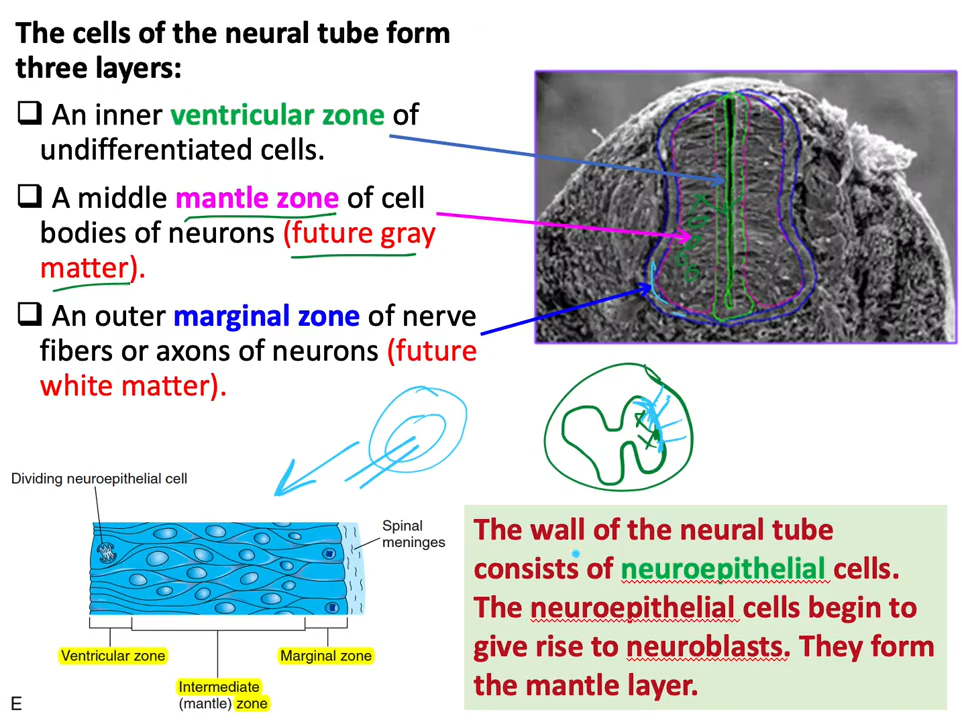 The cells of the neural tube form
three layers:
❑ An inner ventricular zone of
undifferentiated cells.
❑ A middle mantle zone of cell
bodies of neurons (future gray
matter).
❑ An outer marginal zone of nerve
fibers or axons of neurons (future
white matter).
Dividing neuroepithelial cell
Spinal
meninges
Ventricular zone
Marginal zone
Intermediate
(mantle) zone
E
The wall of the neural tube
consists of neuroepithelial cells.
The neuroepithelial cells begin to
give rise to neuroblasts. They form
the mantle layer.